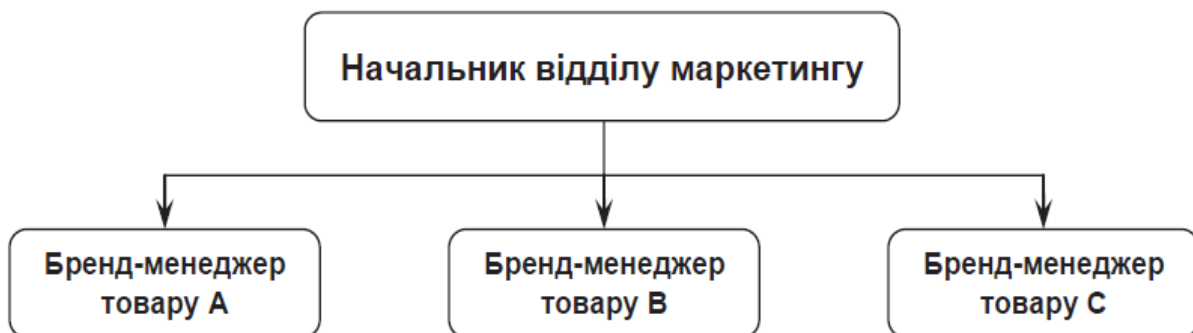 Начальник відділу маркетингу
Бренд-менеджер
товару А
Бренд-менеджер
товару В
Бренд-менеджер
товару С